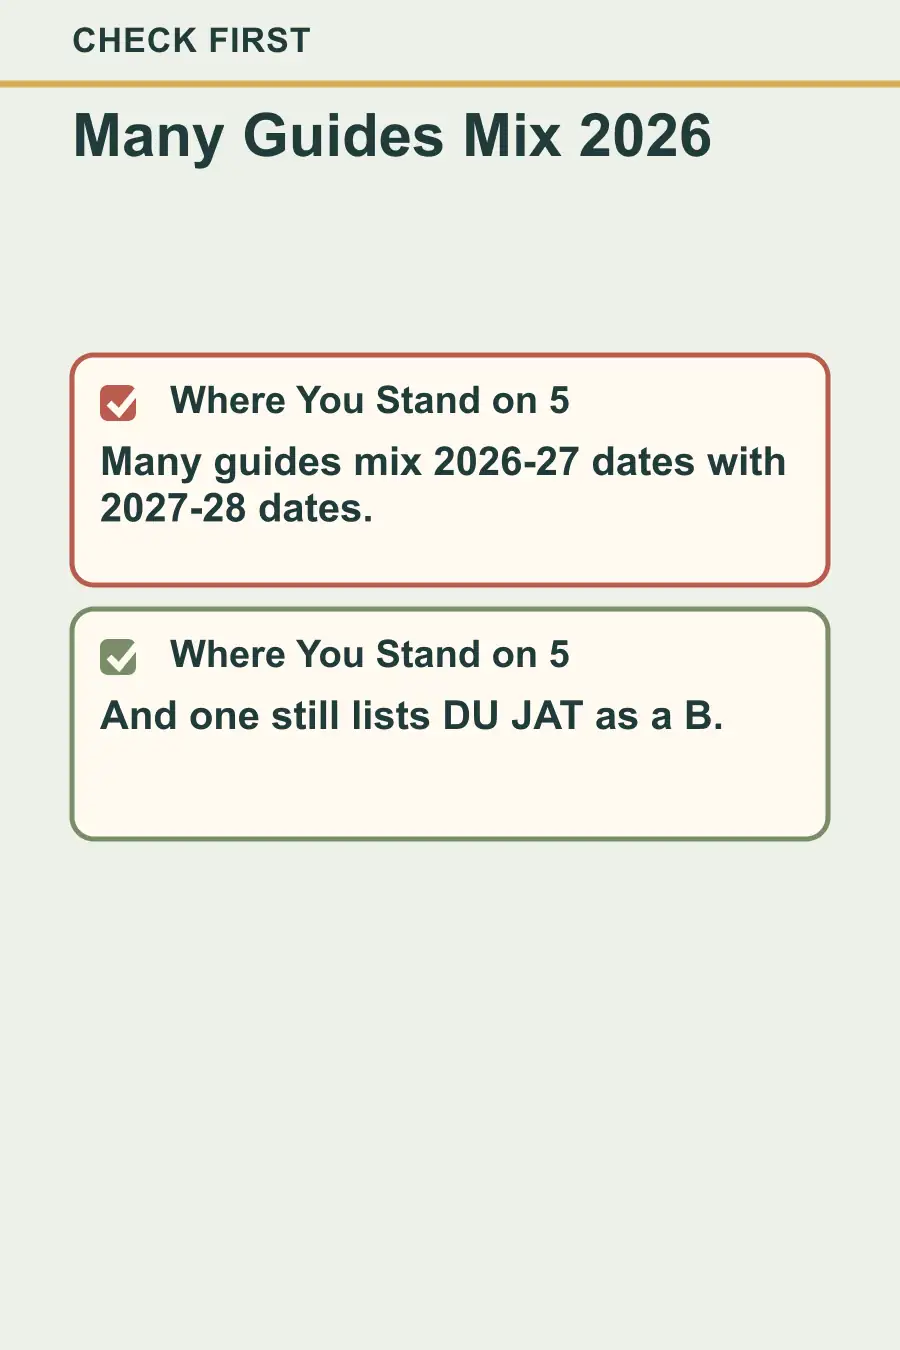 CHECK FIRST
Many Guides Mix 2026
Where You Stand on 5
Many guides mix 2026-27 dates with
2027-28 dates.
Where You Stand on 5
And one still lists DU JAT as a B.